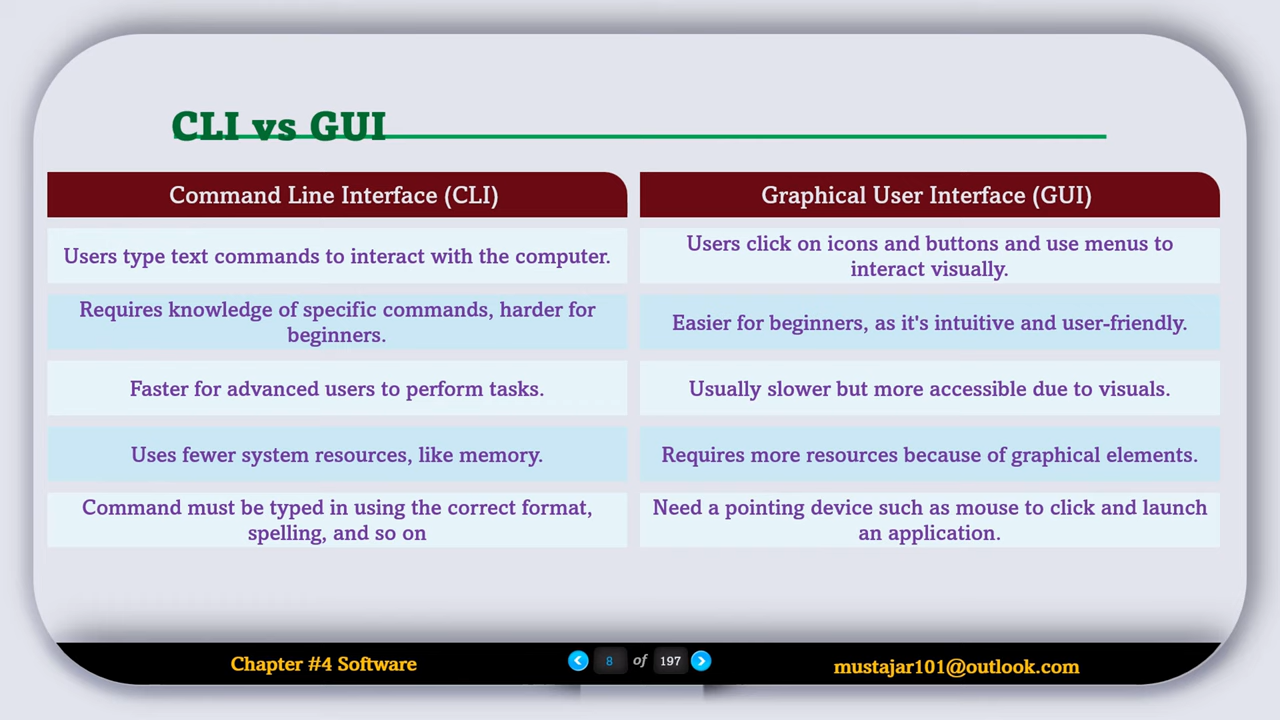 CLI vs GUI
Command Line Interface (CLI)
Graphical User Interface (GUI)
Users type text commands to interact with the computer.
Users click on icons and buttons and use menus to
interact visually.
Requires knowledge of specific commands, harder for
beginners.
Easier for beginners, as it's intuitive and user-friendly.
Faster for advanced users to perform tasks.
Usually slower but more accessible due to visuals.
Uses fewer system resources, like memory.
Requires more resources because of graphical elements.
Command must be typed in using the correct format,
spelling, and so on
Need a pointing device such as mouse to click and launch
an application.
Chapter #4 Software
8 of 197
mustajar101@outlook.com